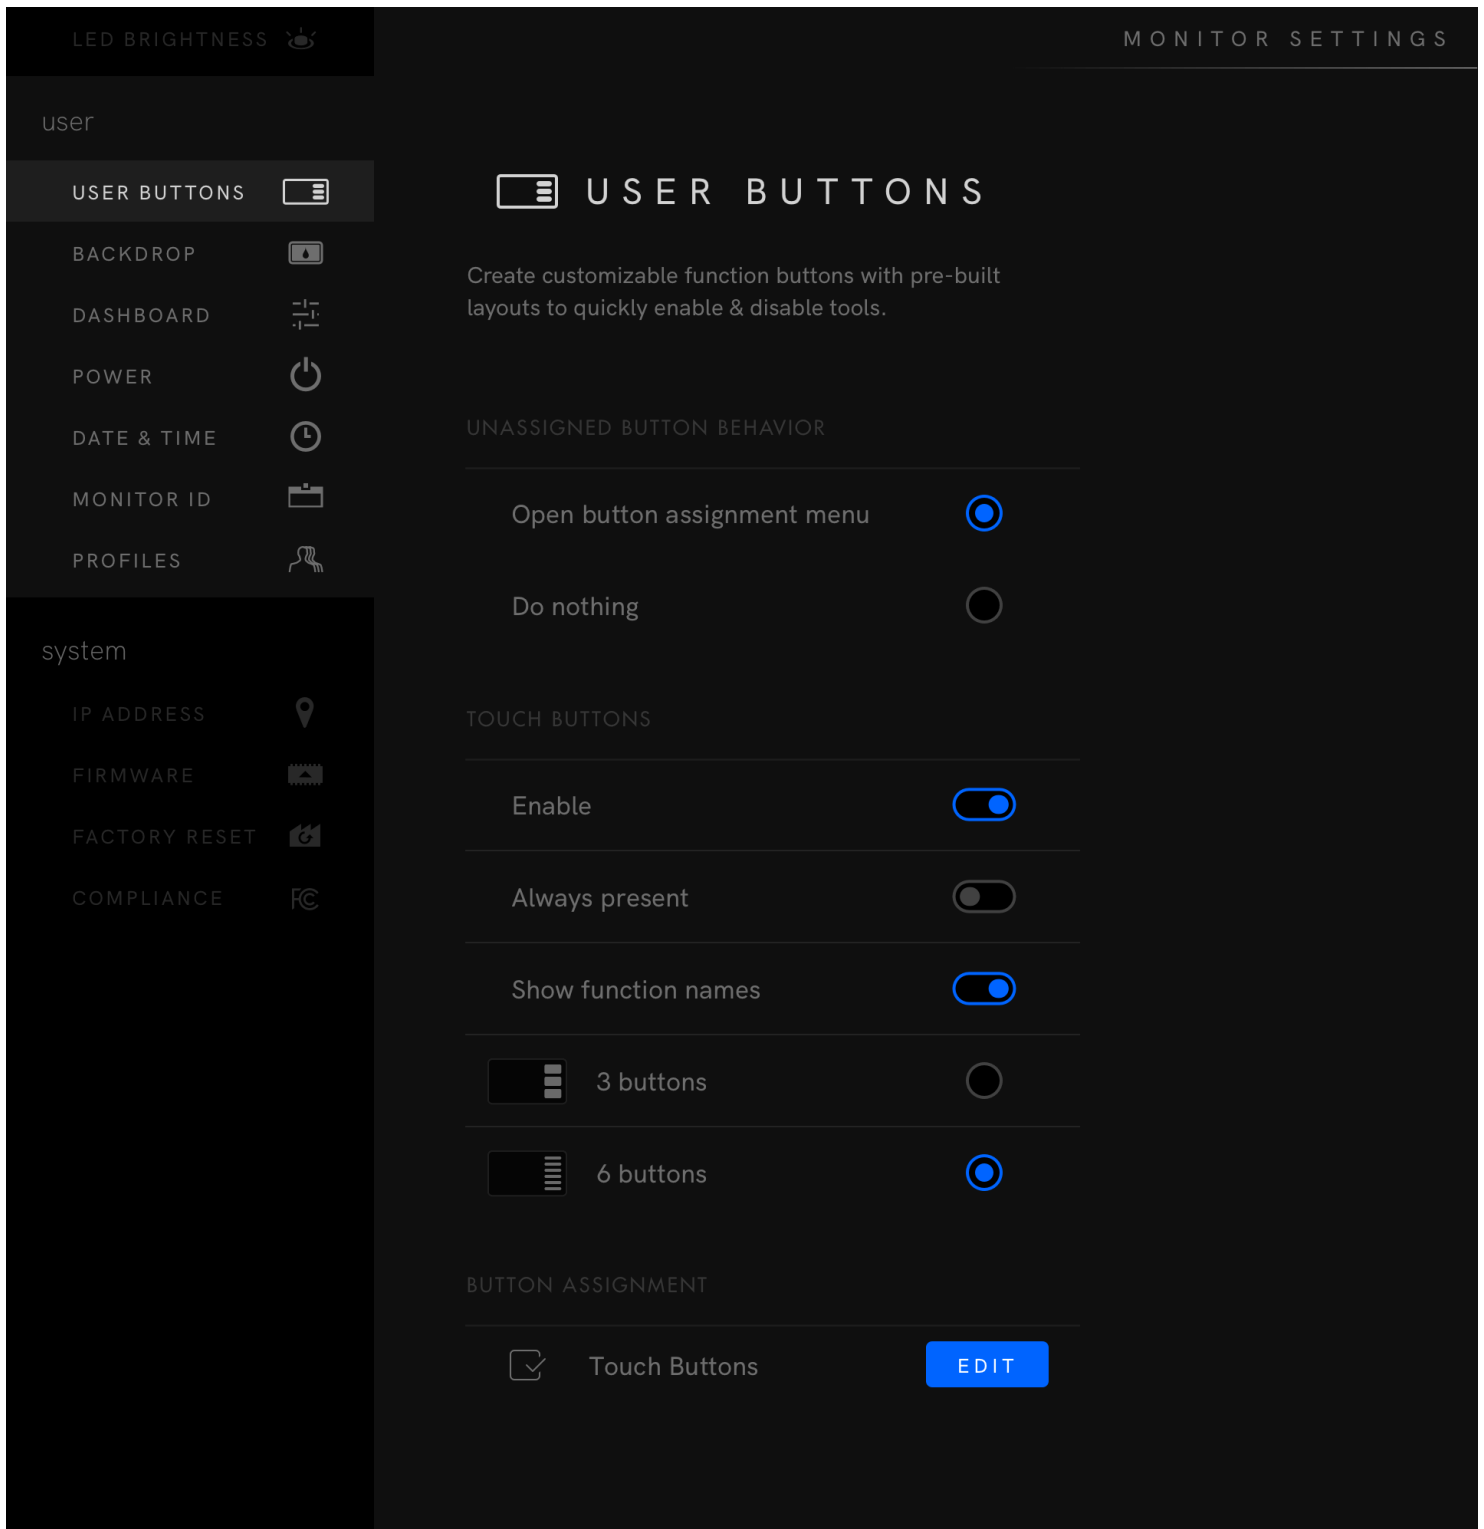 LED BRIGHTNESS
MONITOR SETTINGS
user
USER BUTTONS
BACKDROP
DASHBOARD
POWER
DATE & TIME
MONITOR ID
PROFILES
system
IP ADDRESS
FIRMWARE
FACTORY RESET
COMPLIANCE FC
USER BUTTONS
Create customizable function buttons with pre-built
layouts to quickly enable & disable tools.
UNASSIGNED BUTTON BEHAVIOR
Open button assignment menu
Do nothing
TOUCH BUTTONS
Enable
Always present
Show function names
3 buttons
6 buttons
BUTTON ASSIGNMENT
Touch Buttons
EDIT